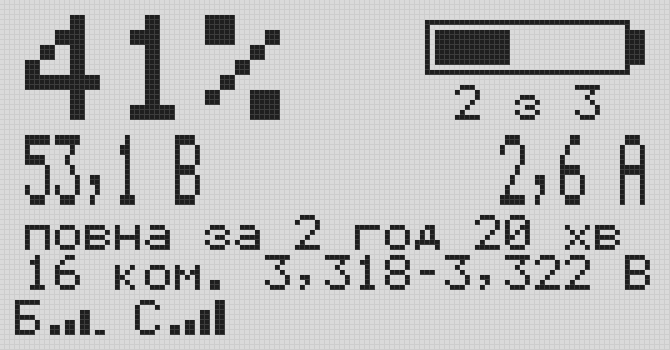 41%
2 з 3
53,1 В 2,6 А
повна за 2 год 20 хв
16 ком. 3,318-3,322 В
Б С